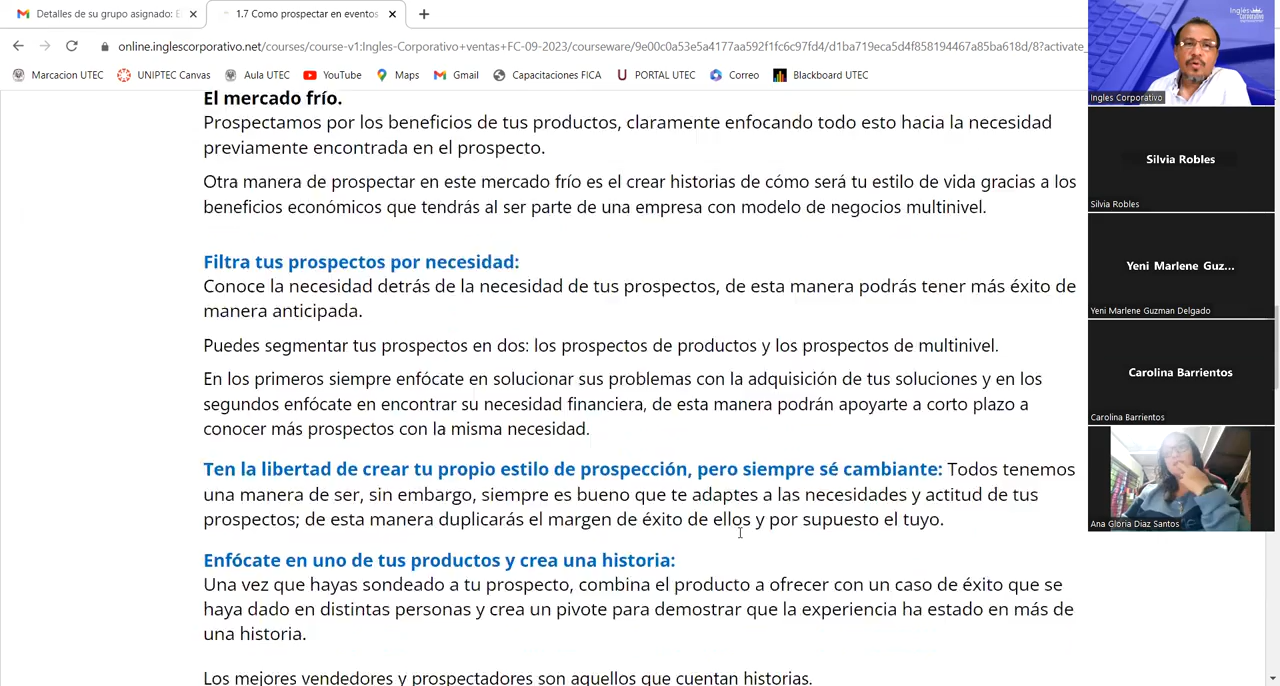 Detalles de su grupo asignado: E
1.7 Como prospectar en eventos
online.inglescorporativo.net/courses/course-v1:Ingles-Corporativo+ventas+FC-09-2023/courseware/9e00c0a53e5a4177aa592f1fc6c97fd4/d1ba719eca5d4f858194467a85ba618d/8?activate_
Marcacion UTEC
UNIPTEC Canvas
Aula UTEC
YouTube
Maps
Gmail
Capacitaciones FICA
PORTAL UTEC
Correo
Blackboard UTEC
El mercado frío.
Prospectamos por los beneficios de tus productos, claramente enfocando todo esto hacia la necesidad
previamente encontrada en el prospecto.
Otra manera de prospectar en este mercado frío es el crear historias de cómo será tu estilo de vida gracias a los
beneficios económicos que tendrás al ser parte de una empresa con modelo de negocios multinivel.
Filtra tus prospectos por necesidad:
Conoce la necesidad detrás de la necesidad de tus prospectos, de esta manera podrás tener más éxito de
manera anticipada.
Puedes segmentar tus prospectos en dos: los prospectos de productos y los prospectos de multinivel.
En los primeros siempre enfócate en solucionar sus problemas con la adquisición de tus soluciones y en los
segundos enfócate en encontrar su necesidad financiera, de esta manera podrán apoyarte a corto plazo a
conocer más prospectos con la misma necesidad.
Ten la libertad de crear tu propio estilo de prospección, pero siempre sé cambiante: Todos tenemos
una manera de ser, sin embargo, siempre es bueno que te adaptes a las necesidades y actitud de tus
prospectos; de esta manera duplicarás el margen de éxito de ellos y por supuesto el tuyo.
Enfócate en uno de tus productos y crea una historia:
Una vez que hayas sondeado a tu prospecto, combina el producto a ofrecer con un caso de éxito que se
haya dado en distintas personas y crea un pivote para demostrar que la experiencia ha estado en más de
una historia.
Los mejores vendedores y prospectadores son aquellos que cuentan historias.
Inglés
Corporativo
Ingles Corporativo
Silvia Robles
Silvia Robles
Yeni Marlene Guz...
Yeni Marlene Guzman Delgado
Carolina Barrientos
Carolina Barrientos
Ana Gloria Diaz Santos